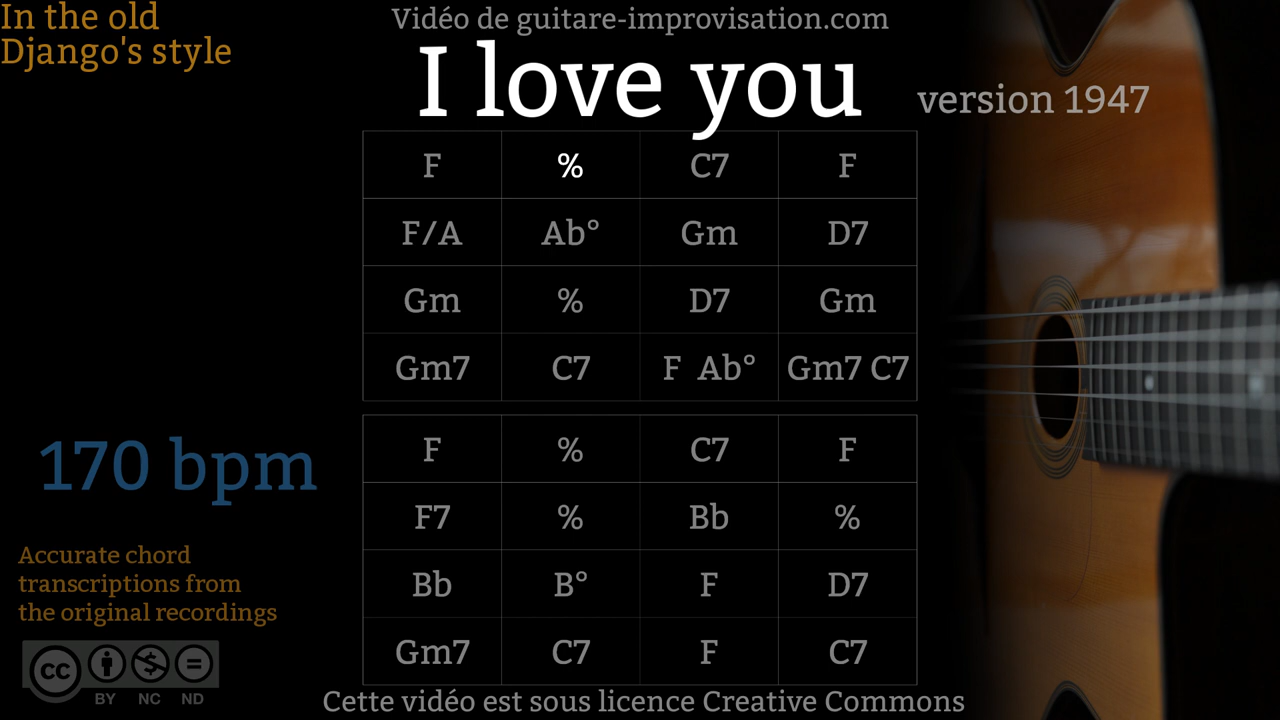 In the old
Django's style
Vidéo de guitare-improvisation.com
I love you
version 1947
F % C7 F
F/A Ab° Gm D7
Gm % D7 Gm
Gm7 C7 F Ab° Gm7 C7
F % C7 F
F7 % Bb %
Bb B° F D7
Gm7 C7 F C7
170 bpm
Accurate chord
transcriptions from
the original recordings
cc
BY NC ND
Cette vidéo est sous licence Creative Commons